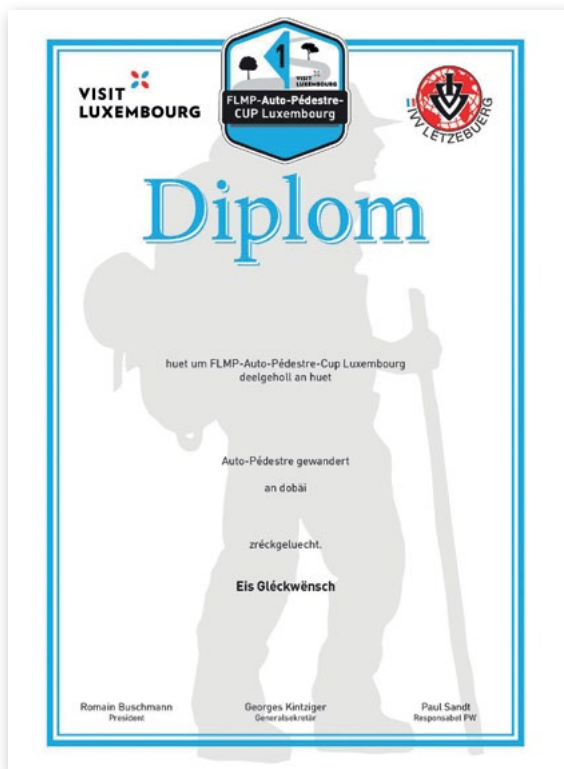 VISIT
LUXEMBOURG
1
VISIT
LUXEMBOURG
FLMP-Auto-Pédestre-
CUP Luxembourg
IVV LËTZEBUERG
Diplom
huet um FLMP-Auto-Pédestre-Cup Luxembourg
deelgeholl an huet
Auto-Pédestre gewandert
an dobäi
zréckgeluecht.
Eis Gléckwënsch
Romain Buschmann
President
Georges Kintziger
Generalsekretär
Paul Sandt
Responsabel PW